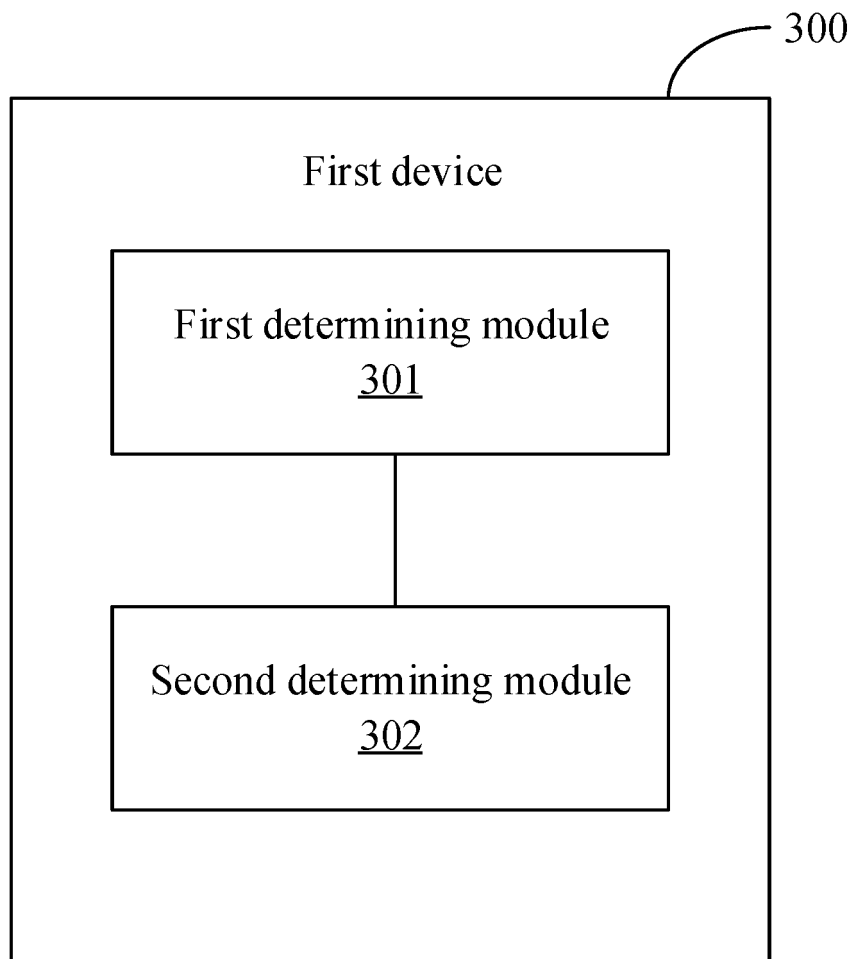 300
First device
First determining module
301
Second determining module
302